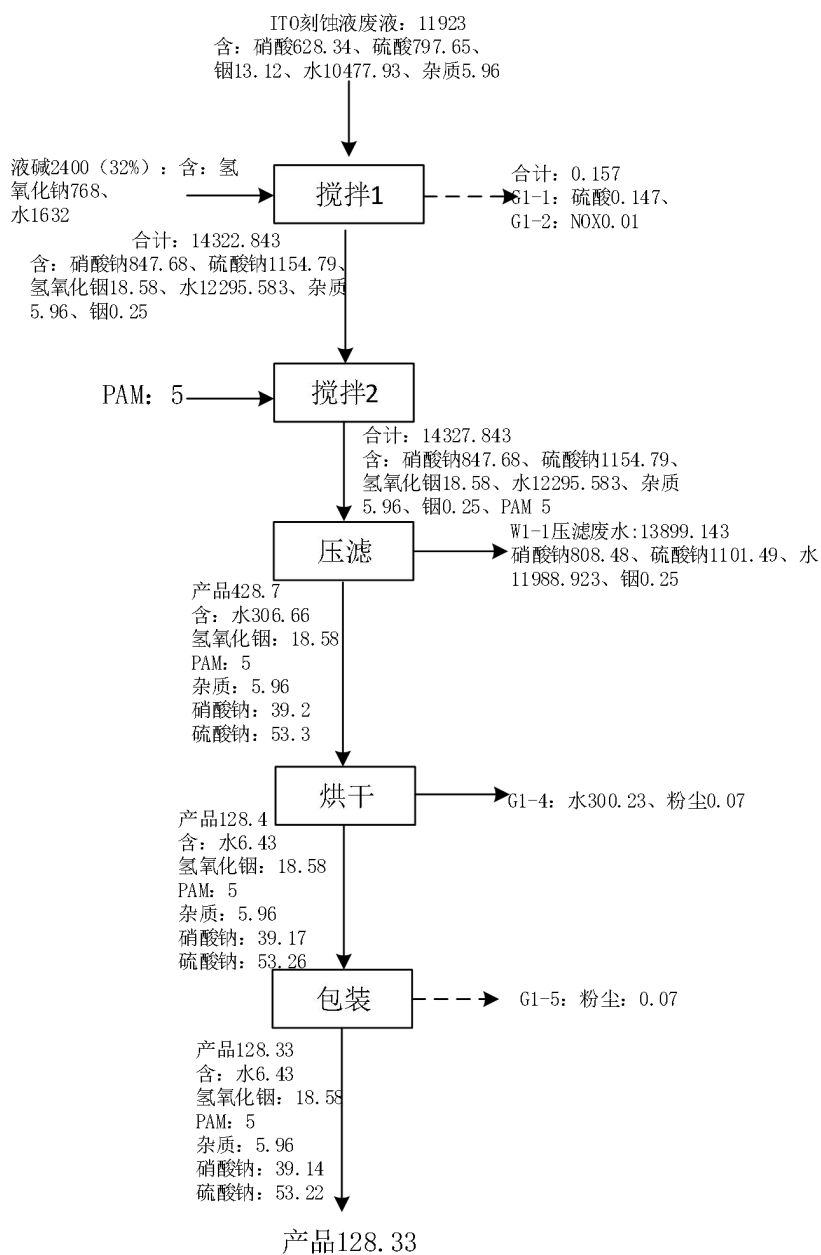 ITO刻蚀液废液：11923
含：硝酸628.34、硫酸797.65、
铟13.12、水10477.93、杂质5.96
液碱2400（32%）：含：氢
氧化钠768、
水1632
搅拌1
合计：0.157
G1-1：硫酸0.147、
G1-2：NOX0.01
合计：14322.843
含：硝酸钠847.68、硫酸钠1154.79、
氢氧化铟18.58、水12295.583、杂质
5.96、铟0.25
PAM：5
搅拌2
合计：14327.843
含：硝酸钠847.68、硫酸钠1154.79、
氢氧化铟18.58、水12295.583、杂质
5.96、铟0.25、PAM 5
压滤
W1-1压滤废水:13899.143
硝酸钠808.48、硫酸钠1101.49、水
11988.923、铟0.25
产品428.7
含：水306.66
氢氧化铟：18.58
PAM：5
杂质：5.96
硝酸钠：39.2
硫酸钠：53.3
烘干
G1-4：水300.23、粉尘0.07
产品128.4
含：水6.43
氢氧化铟：18.58
PAM：5
杂质：5.96
硝酸钠：39.17
硫酸钠：53.26
包装
G1-5：粉尘：0.07
产品128.33
含：水6.43
氢氧化铟：18.58
PAM：5
杂质：5.96
硝酸钠：39.14
硫酸钠：53.22
产品128.33